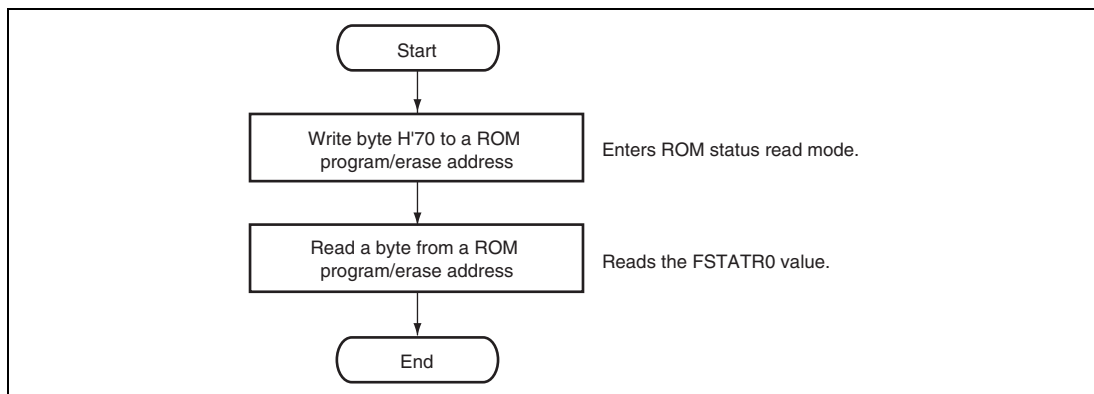 Start
Write byte H'70 to a ROM
program/erase address
Enters ROM status read mode.
Read a byte from a ROM
program/erase address
Reads the FSTATR0 value.
End